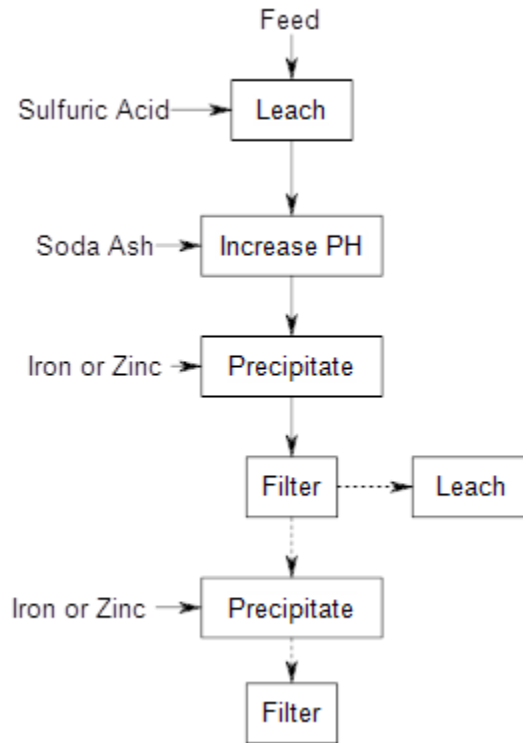 Feed
Sulfuric Acid
Leach
Soda Ash
Increase PH
Iron or Zinc
Precipitate
Filter
Leach
Iron or Zinc
Precipitate
Filter